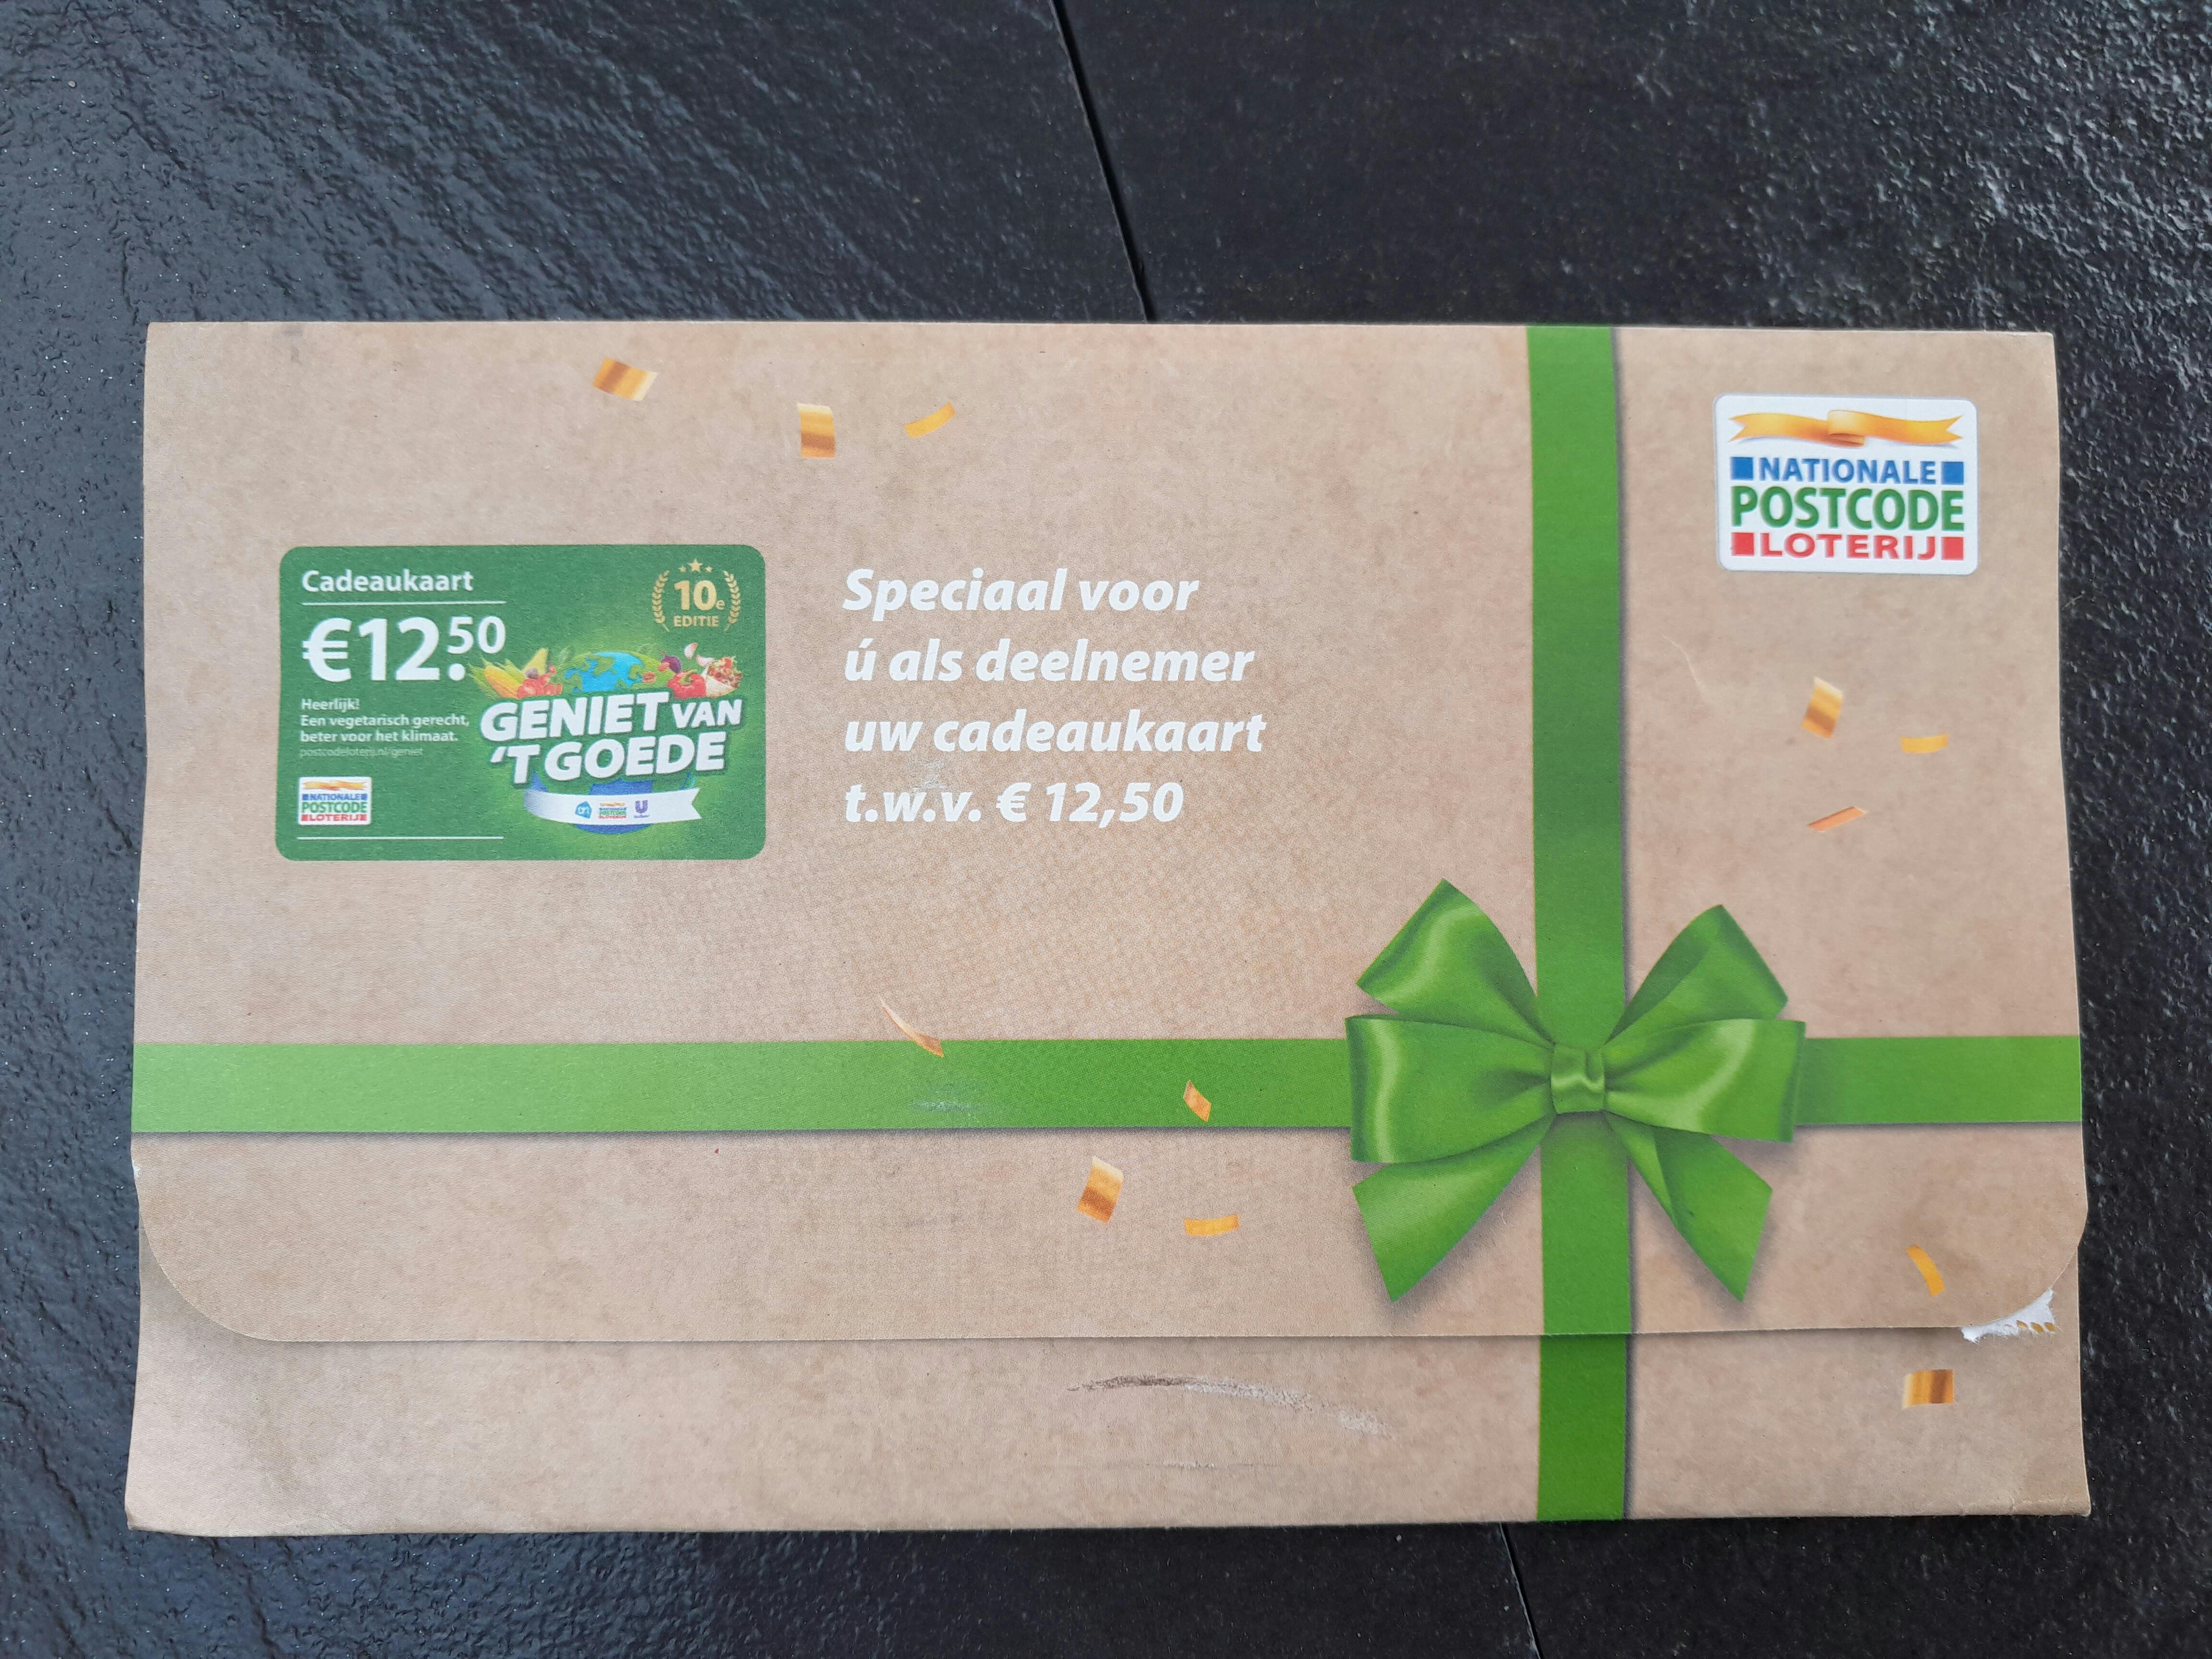 NATIONALE
POSTCODE
LOTERIJ
Cadeaukaart
€12.50
10e
EDITIE
Heerlijk!
Een vegetarisch gerecht,
beter voor het klimaat.
postcodeloterij.nl/geniet
GENIET VAN
'T GOEDE
NATIONALE
POSTCODE
LOTERIJ
Speciaal voor
ú als deelnemer
uw cadeaukaart
t.w.v. € 12,50